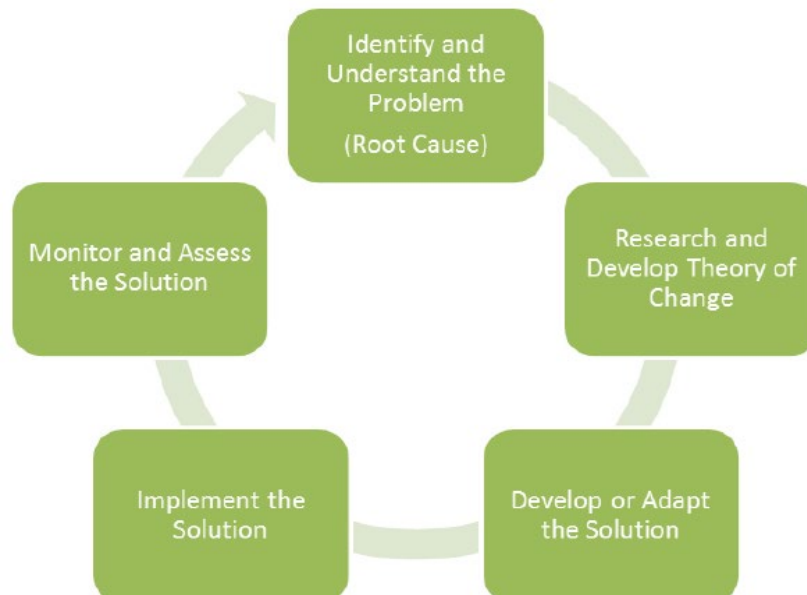 Identify and
Understand the
Problem
(Root Cause)
Research and
Develop Theory of
Change
Develop or Adapt
the Solution
Implement the
Solution
Monitor and Assess
the Solution